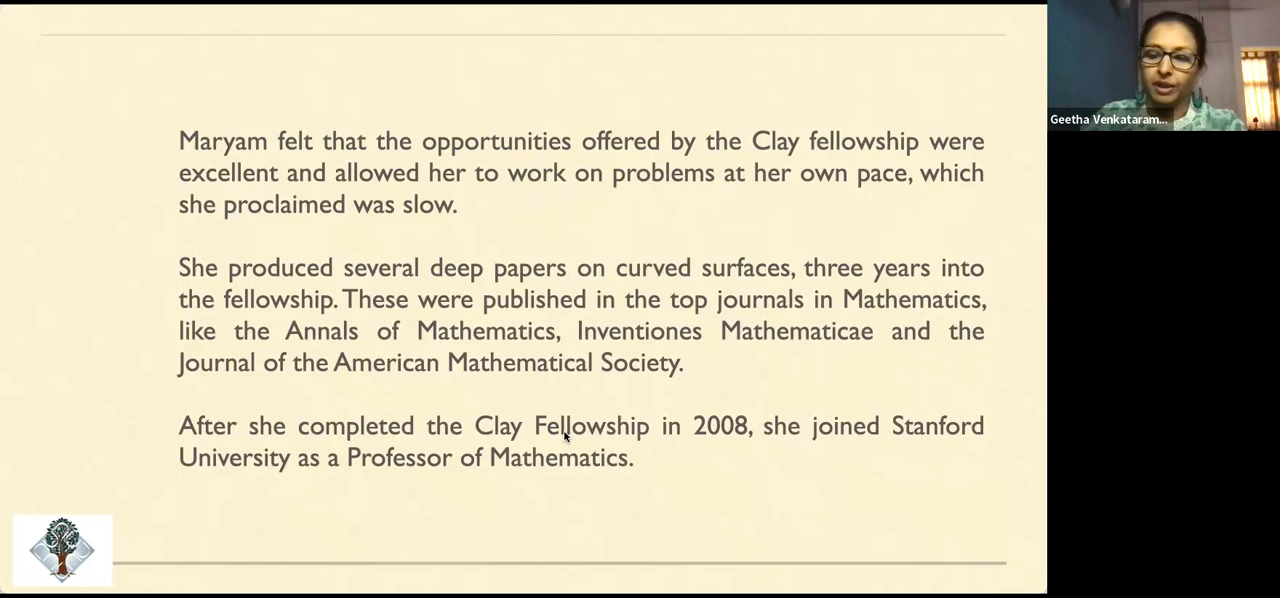 Maryam felt that the opportunities offered by the Clay fellowship were
excellent and allowed her to work on problems at her own pace, which
she proclaimed was slow.
She produced several deep papers on curved surfaces, three years into
the fellowship. These were published in the top journals in Mathematics,
like the Annals of Mathematics, Inventiones Mathematicae and the
Journal of the American Mathematical Society.
After she completed the Clay Fellowship in 2008, she joined Stanford
University as a Professor of Mathematics.
Geetha Venkataram...